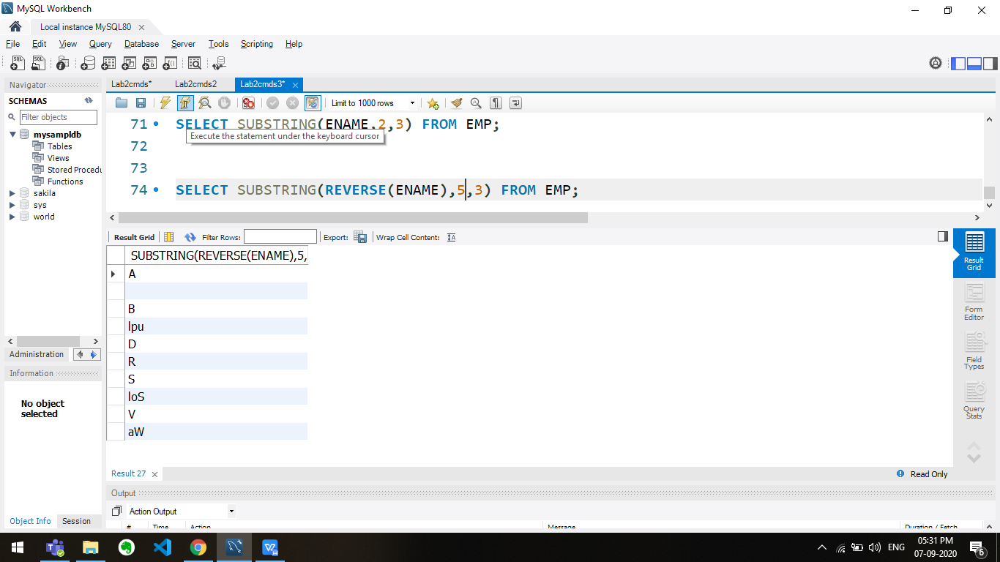 MySQL Workbench
Local instance MySQL80
File Edit View Query Database Server Tools Scripting Help
Navigator
SCHEMAS
Filter objects
mysampldb
Tables
Views
Stored Procedu
Functions
sakila
sys
world
Administration
Information
No object
selected
Object Info Session
Lab2cmds* Lab2cmds2 Lab2cmds3*
Limit to 1000 rows
71 SELECT SUBSTRING(ENAME,2,3) FROM EMP;
Execute the statement under the keyboard cursor
72
73
74 SELECT SUBSTRING(REVERSE(ENAME),5,3) FROM EMP;
Result Grid Filter Rows: Export: Wrap Cell Content: IA
SUBSTRING(REVERSE(ENAME),5,
A
B
lpu
D
R
S
loS
V
aW
Result
Grid
Form
Editor
Field
Types
Query
Stats
Result 27
Read Only
Output
Action Output
# Time Action Message Duration / Fetch
ENG
05:31 PM
07-09-2020
6